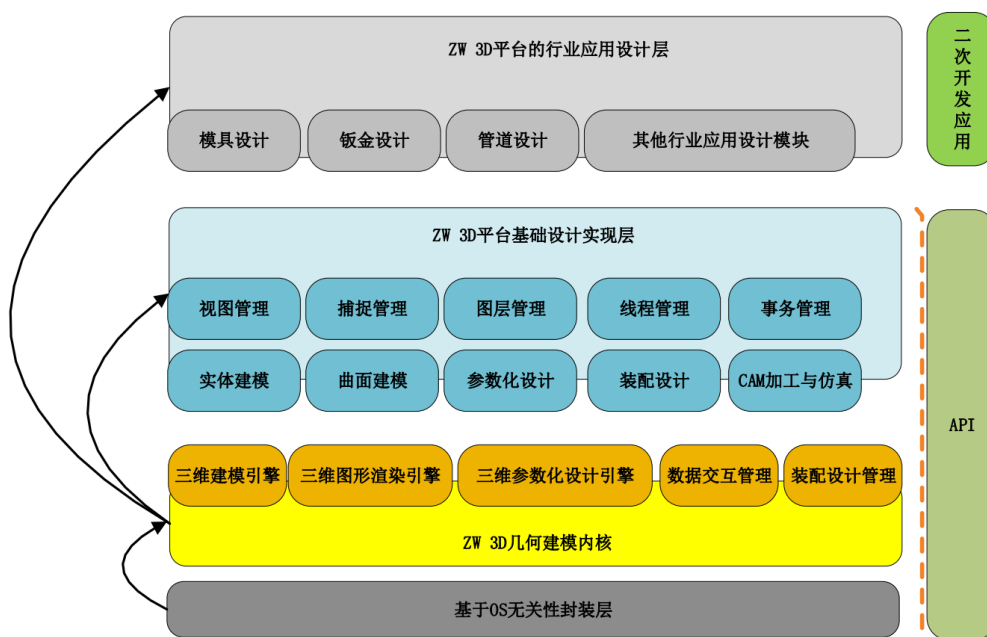 ZW 3D平台的行业应用设计层
二次开发应用
模具设计
钣金设计
管道设计
其他行业应用设计模块
ZW 3D平台基础设计实现层
视图管理
捕捉管理
图层管理
线程管理
事务管理
实体建模
曲面建模
参数化设计
装配设计
CAM加工与仿真
API
三维建模引擎
三维图形渲染引擎
三维参数化设计引擎
数据交互管理
装配设计管理
ZW 3D几何建模内核
基于OS无关性封装层